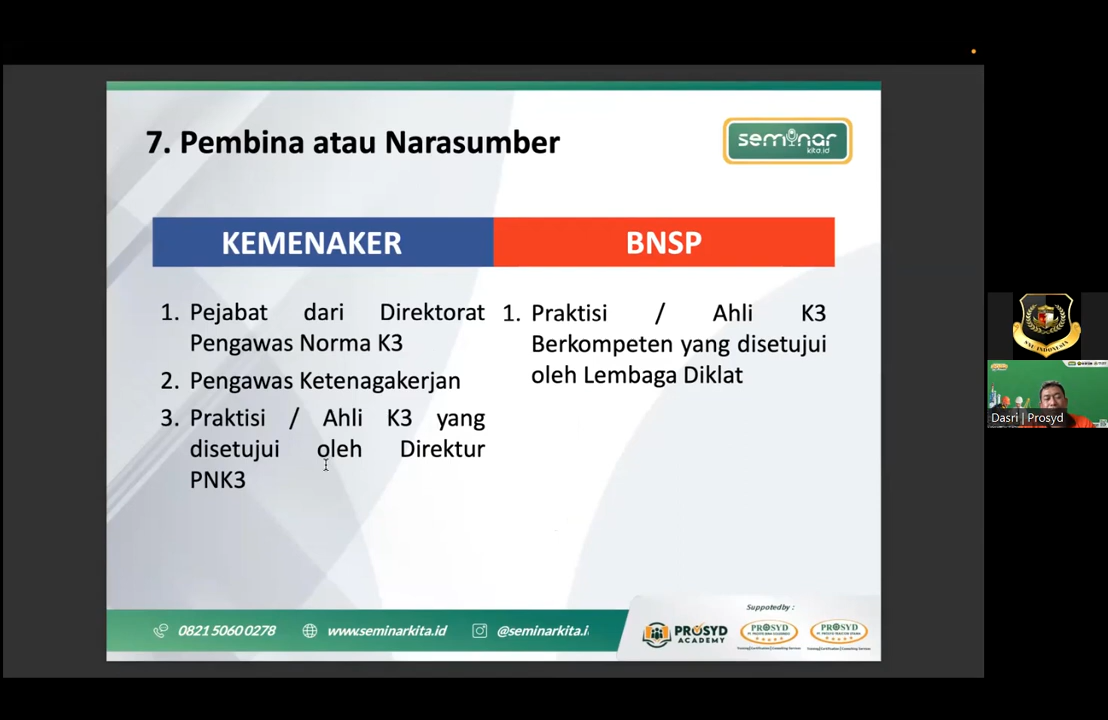 7. Pembina atau Narasumber
seminar
kita.id
KEMENAKER
BNSP
1. Pejabat dari Direktorat
Pengawas Norma K3
2. Pengawas Ketenagakerjan
3. Praktisi / Ahli K3 yang
disetujui oleh Direktur
PNK3
1. Praktisi / Ahli K3
Berkompeten yang disetujui
oleh Lembaga Diklat
Dasri | Prosyd
0821 5060 0278
www.seminarkita.id
@seminarkita.i
Suppotedby :
PROSYD
ACADEMY
PROSYD
PROSYD